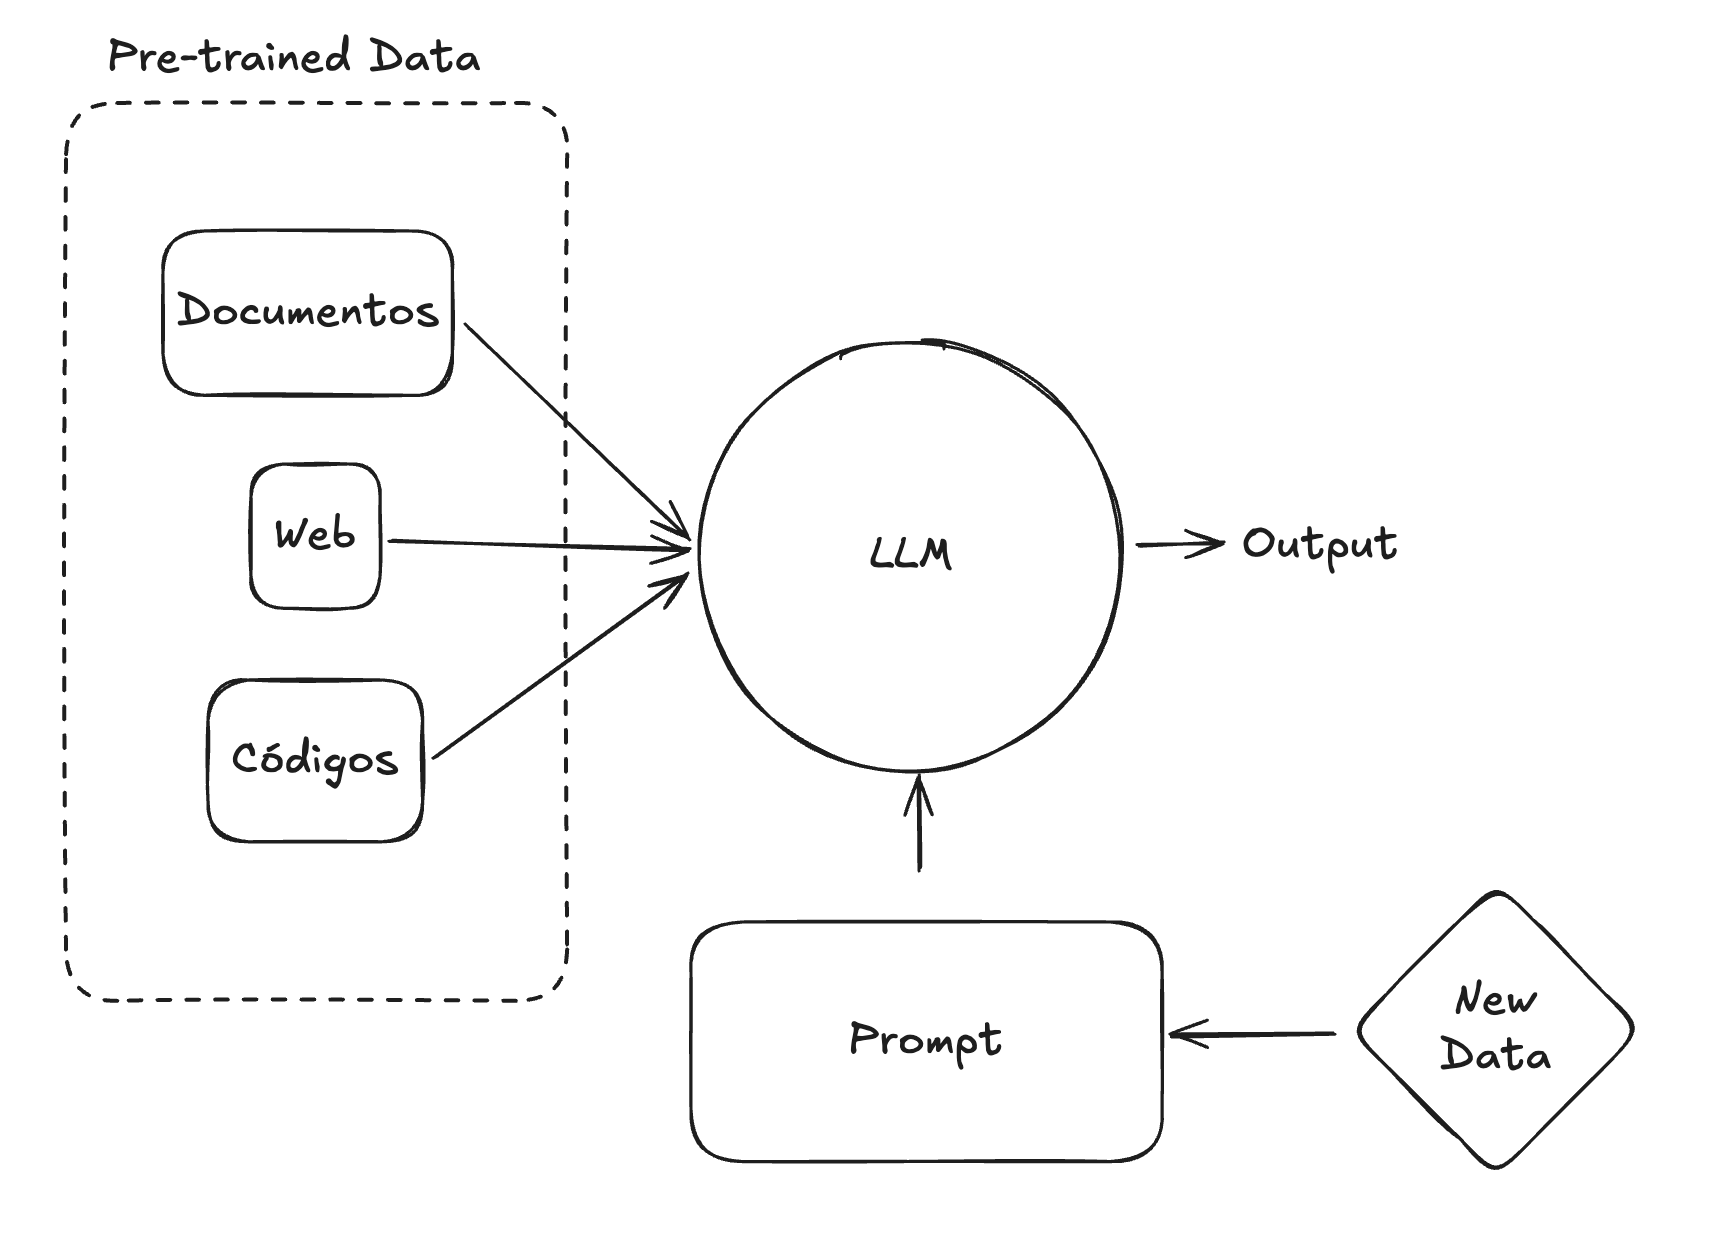 Pre-trained Data
Documentos
Web
Códigos
LLM
Output
Prompt
New
Data